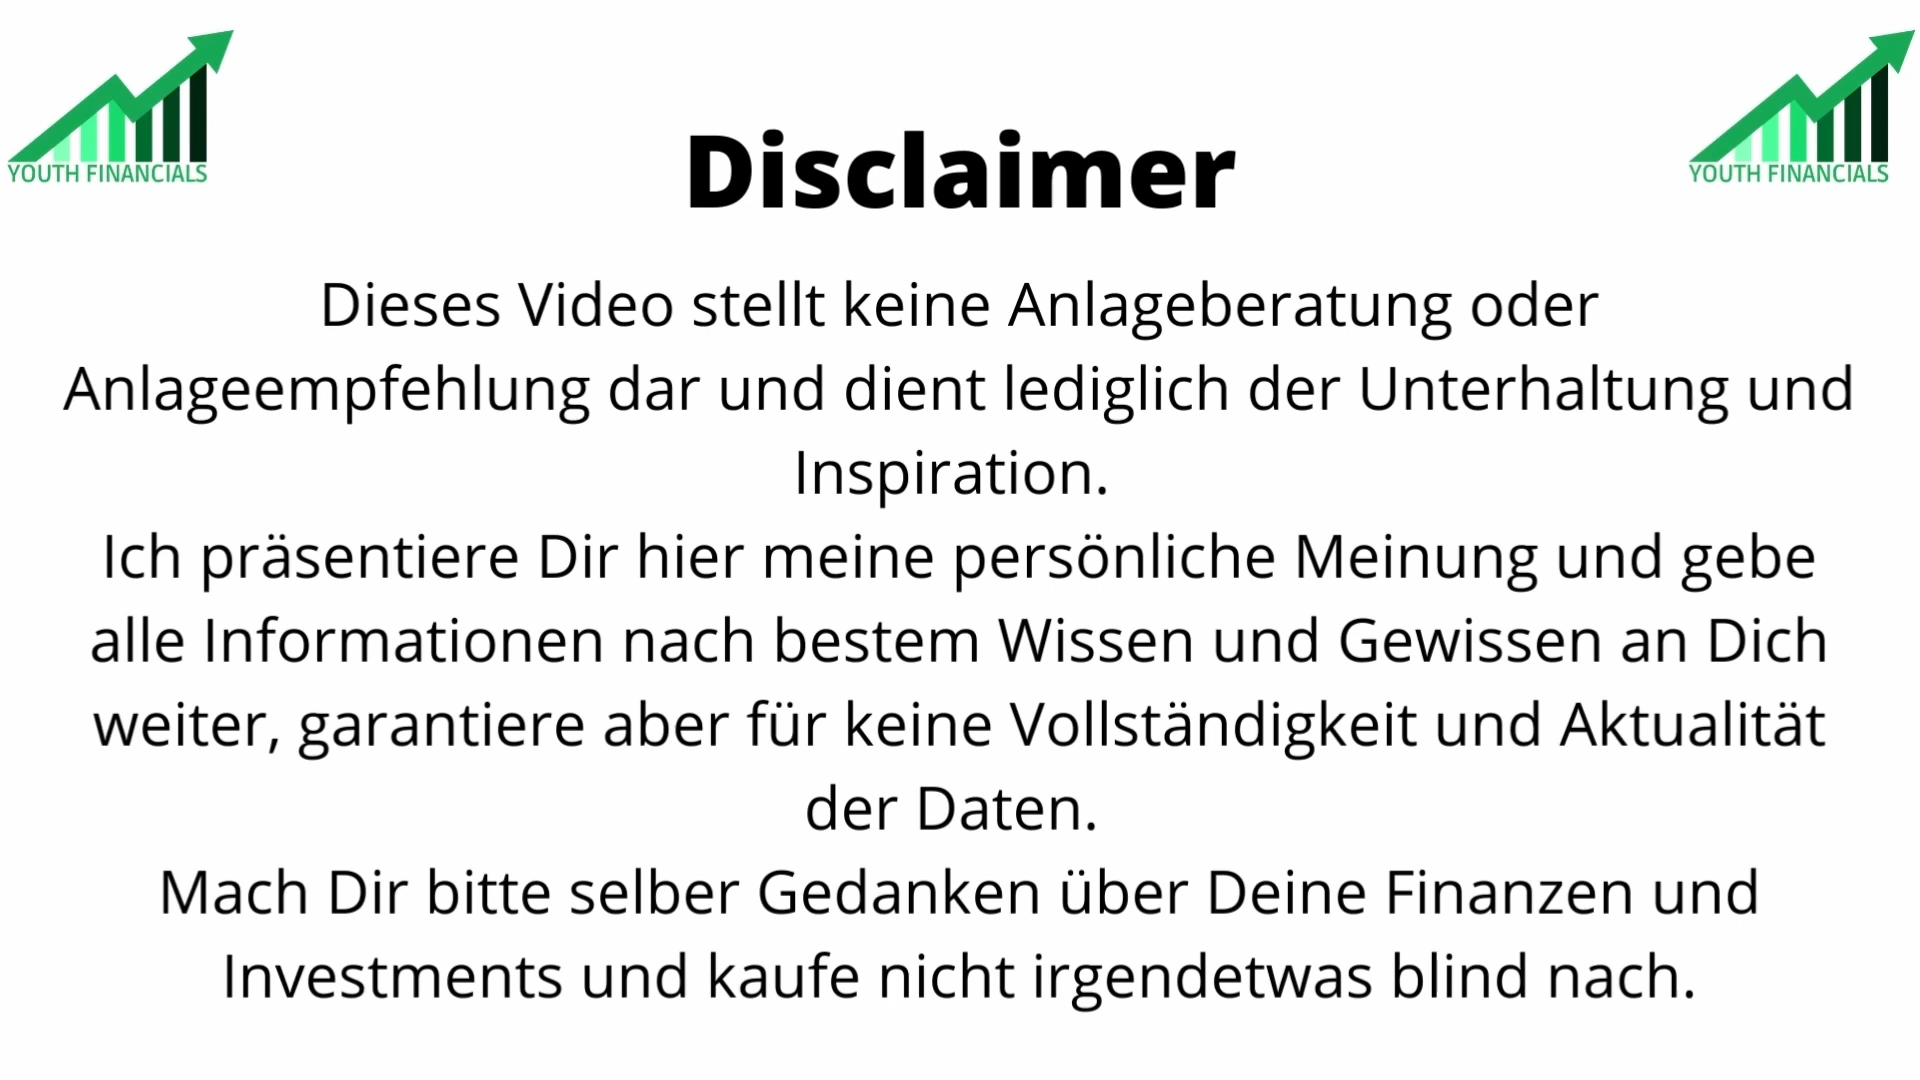 YOUTH FINANCIALS
YOUTH FINANCIALS
Disclaimer
Dieses Video stellt keine Anlageberatung oder
Anlageempfehlung dar und dient lediglich der Unterhaltung und
Inspiration.
Ich präsentiere Dir hier meine persönliche Meinung und gebe
alle Informationen nach bestem Wissen und Gewissen an Dich
weiter, garantiere aber für keine Vollständigkeit und Aktualität
der Daten.
Mach Dir bitte selber Gedanken über Deine Finanzen und
Investments und kaufe nicht irgendetwas blind nach.